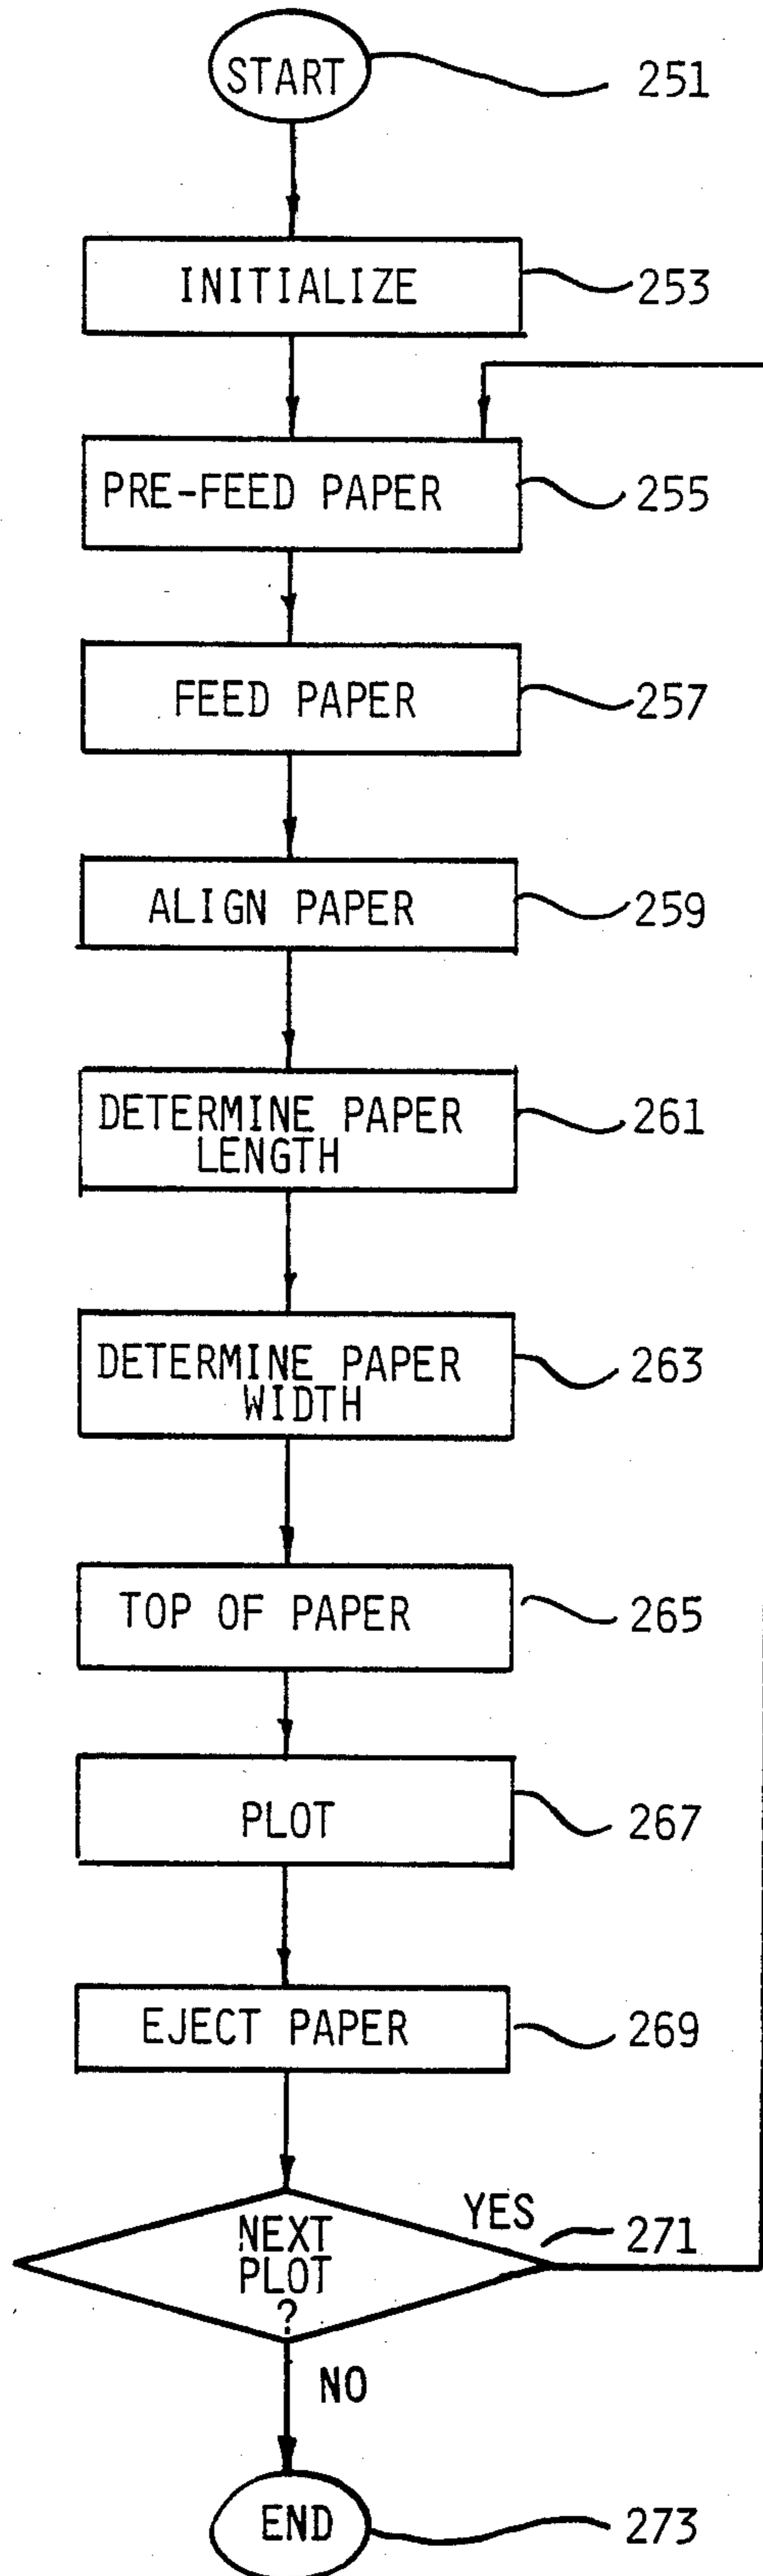 START 251
INITIALIZE 253
PRE-FEED PAPER 255
FEED PAPER 257
ALIGN PAPER 259
DETERMINE PAPER 261
LENGTH
DETERMINE PAPER 263
WIDTH
TOP OF PAPER 265
PLOT 267
EJECT PAPER 269
YES
NEXT 271
PLOT
?
NO
END 273